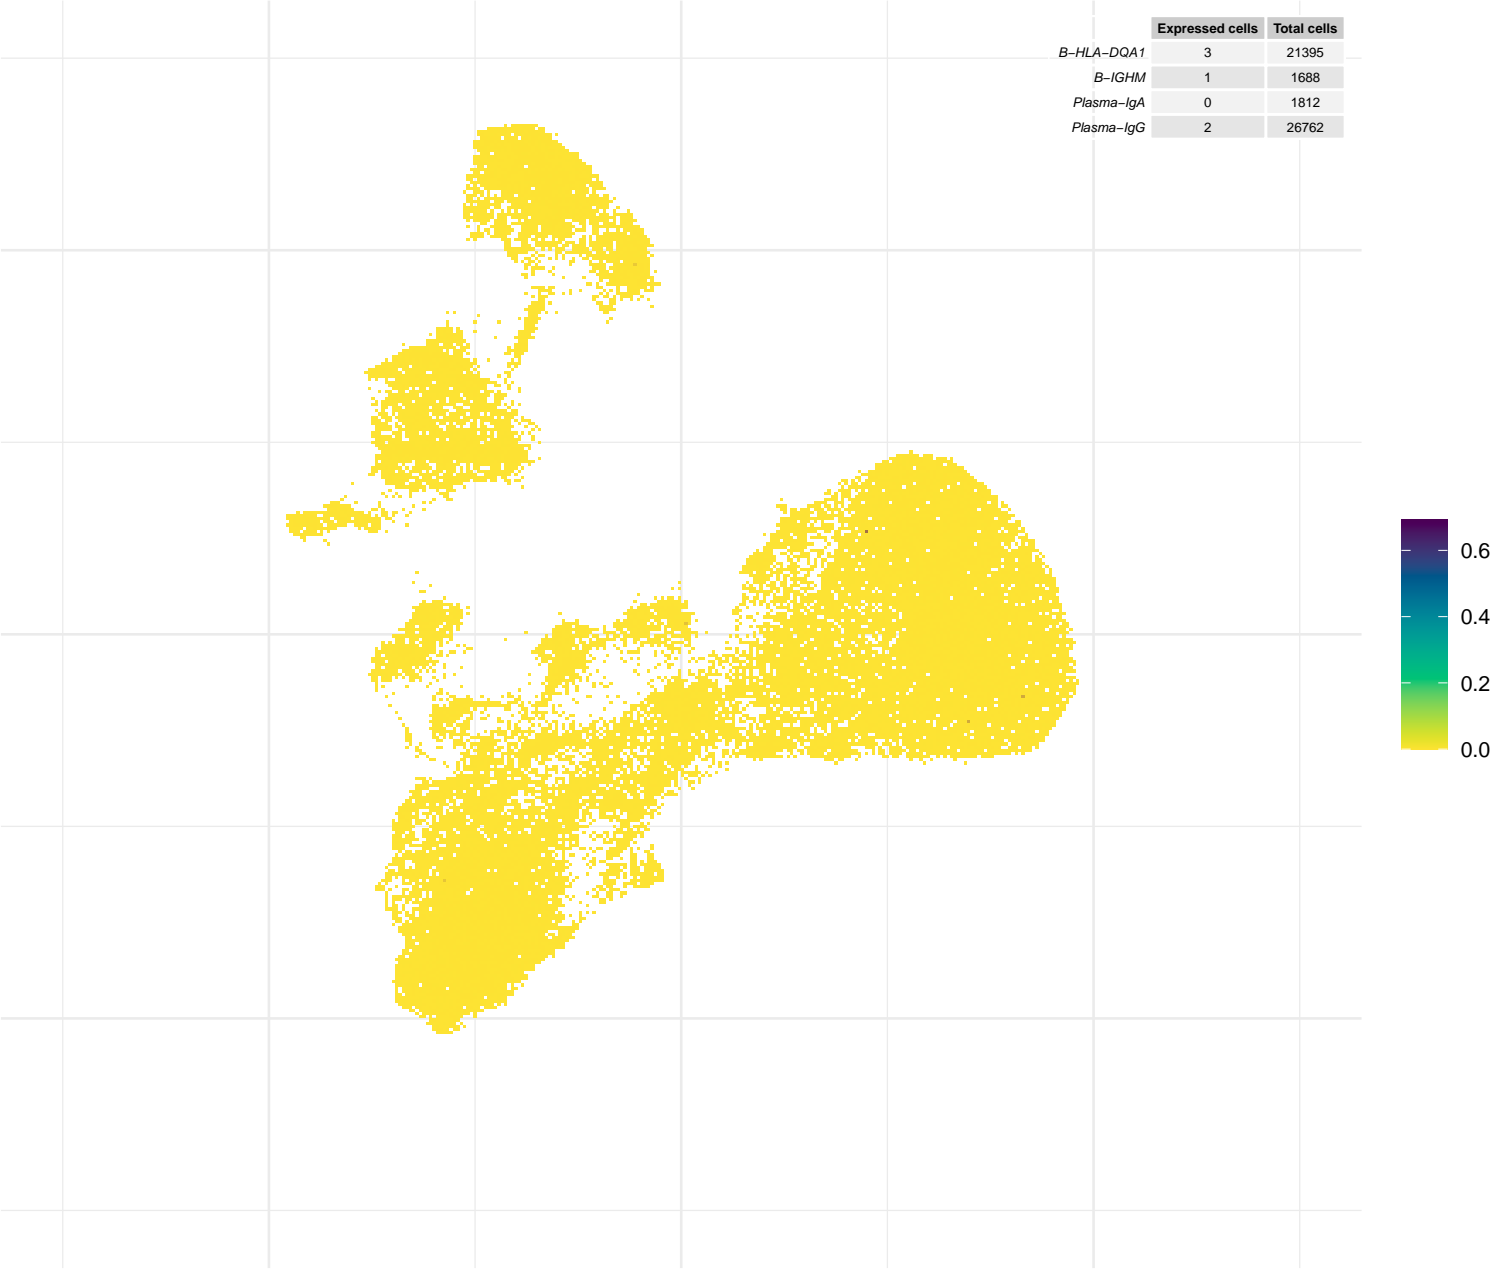 Expressed cells Total cells
B−HLA−DQA1 3 21395
B−IGHM 1 1688
Plasma−IgA 0 1812
Plasma−IgG 2 26762
0.6
0.4
0.2
0.0